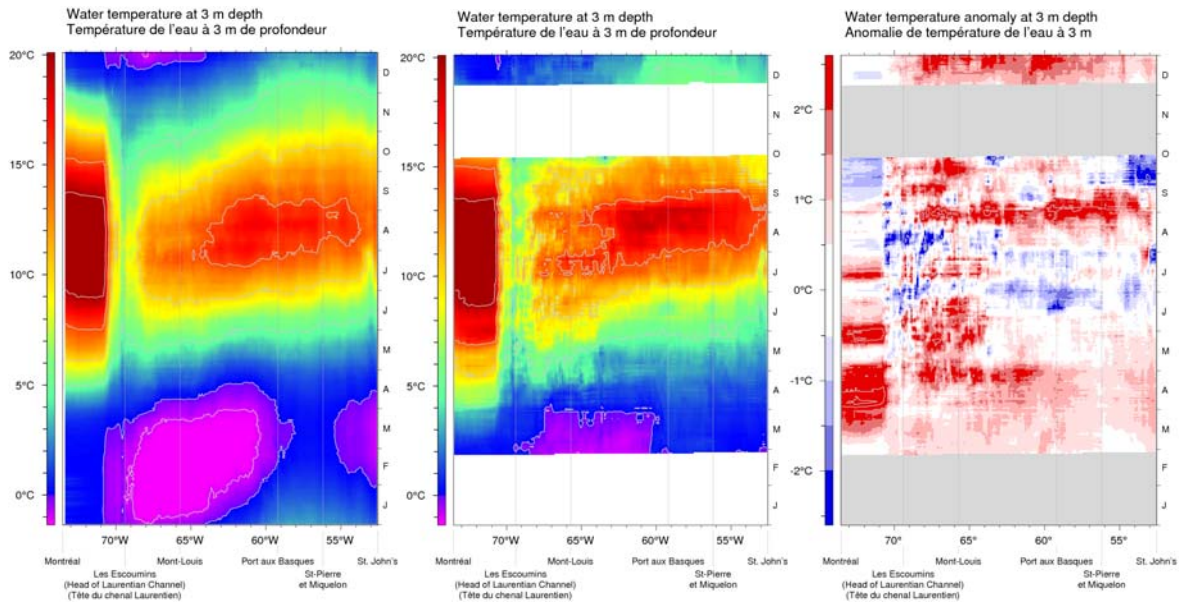 Water temperature at 3 m depth
Température de l'eau à 3 m de profondeur
20°C
15°C
10°C
5°C
0°C
D
N
O
S
A
J
J
M
A
M
F
J
70°W
65°W
60°W
55°W
Montréal
Mont-Louis
Port aux Basques
St. John's
Les Escoumins
(Head of Laurentian Channel)
(Tête du chenal Laurentien)
St-Pierre
et Miquelon
Water temperature at 3 m depth
Température de l'eau à 3 m de profondeur
20°C
15°C
10°C
5°C
0°C
D
N
O
S
A
J
J
M
A
M
F
J
70°W
65°W
60°W
55°W
Montréal
Mont-Louis
Port aux Basques
St. John's
Les Escoumins
(Head of Laurentian Channel)
(Tête du chenal Laurentien)
St-Pierre
et Miquelon
Water temperature anomaly at 3 m depth
Anomalie de température de l'eau à 3 m
2°C
1°C
0°C
-1°C
-2°C
D
N
O
S
A
J
J
M
A
M
F
J
70°
65°
60°
55°
Montréal
Mont-Louis
Port aux Basques
St. John's
Les Escoumins
(Head of Laurentian Channel)
(Tête du chenal Laurentien)
St-Pierre
et Miquelon